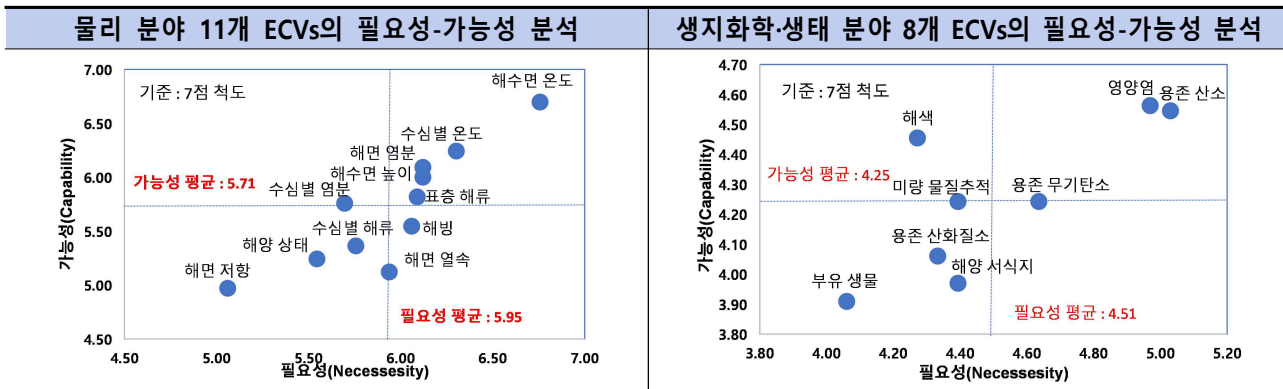 물리 분야 11개 ECVs의 필요성-가능성 분석
기준 : 7점 척도
해수면 온도
수심별 온도
해면 염분
해수면 높이
가능성 평균 : 5.71
수심별 염분
표층 해류
수심별 해류
해빙
해양 상태
해면 열속
해면 저항
필요성 평균 : 5.95
가능성(Capability)
7.00
6.50
6.00
5.50
5.00
4.50
4.50
5.00
5.50
6.00
6.50
7.00
필요성(Necessesity)
생지화학·생태 분야 8개 ECVs의 필요성-가능성 분석
기준 : 7점 척도
영양염
용존 산소
해색
가능성 평균 : 4.25
미량 물질추적
용존 무기탄소
용존 산화질소
해양 서식지
부유 생물
필요성 평균 : 4.51
가능성(Capability)
4.70
4.60
4.50
4.40
4.30
4.20
4.10
4.00
3.90
3.80
3.80
4.00
4.20
4.40
4.60
4.80
5.00
5.20
필요성(Necessesity)